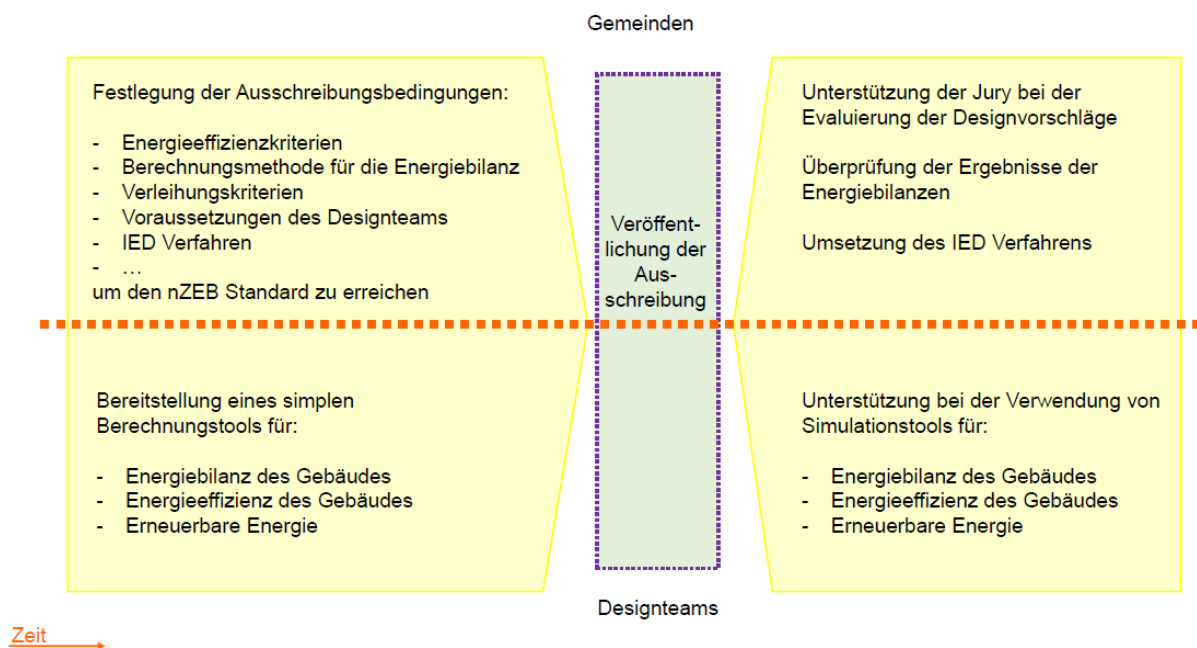 Gemeinden
Festlegung der Ausschreibungsbedingungen:
- Energieeffizienzkriterien
- Berechnungsmethode für die Energiebilanz
- Verleihungskriterien
- Voraussetzungen des Designteams
- IED Verfahren
- …
um den nZEB Standard zu erreichen
Veröffent-
lichung der
Aus-
schreibung
Unterstützung der Jury bei der
Evaluierung der Designvorschläge
Überprüfung der Ergebnisse der
Energiebilanzen
Umsetzung des IED Verfahrens
Bereitstellung eines simplen
Berechnungstools für:
- Energiebilanz des Gebäudes
- Energieeffizienz des Gebäudes
- Erneuerbare Energie
Unterstützung bei der Verwendung von
Simulationstools für:
- Energiebilanz des Gebäudes
- Energieeffizienz des Gebäudes
- Erneuerbare Energie
Designteams
Zeit